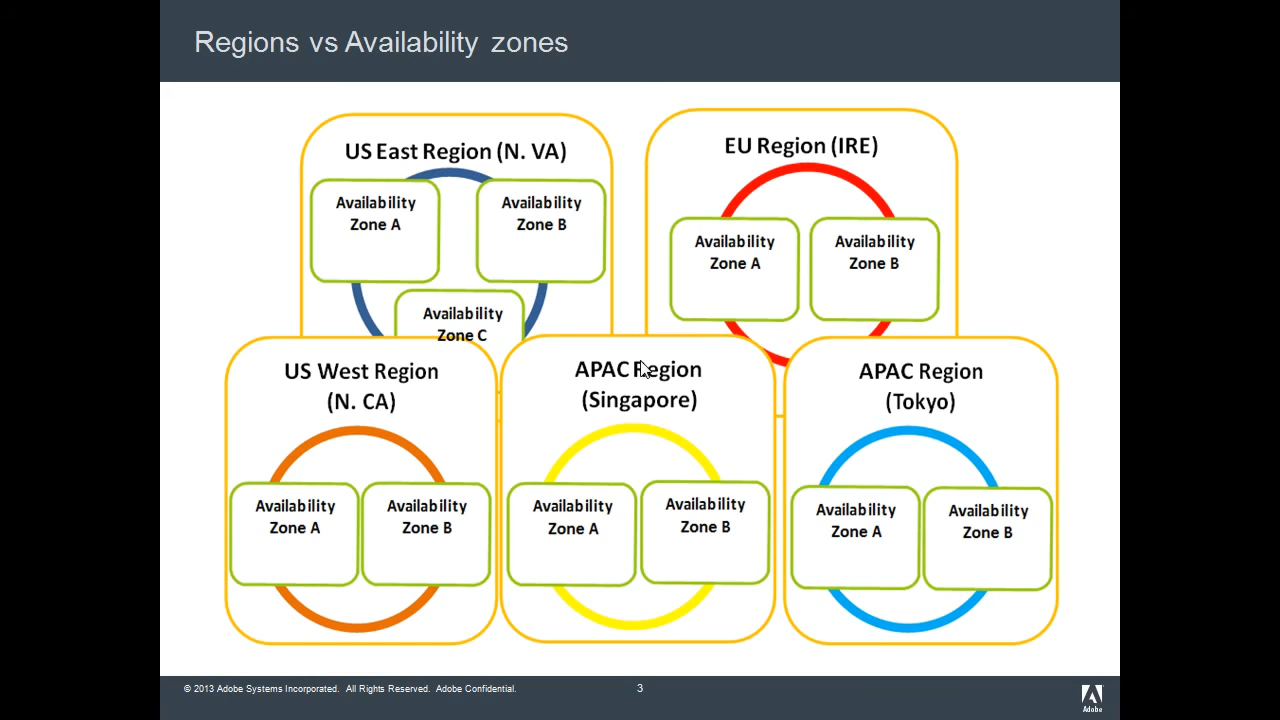 Regions vs Availability zones
US East Region (N. VA)
Availability
Zone A
Availability
Zone B
Availability
Zone C
EU Region (IRE)
Availability
Zone A
Availability
Zone B
US West Region
(N. CA)
Availability
Zone A
Availability
Zone B
APAC Region
(Singapore)
Availability
Zone A
Availability
Zone B
APAC Region
(Tokyo)
Availability
Zone A
Availability
Zone B
© 2013 Adobe Systems Incorporated. All Rights Reserved. Adobe Confidential.
3
Adobe